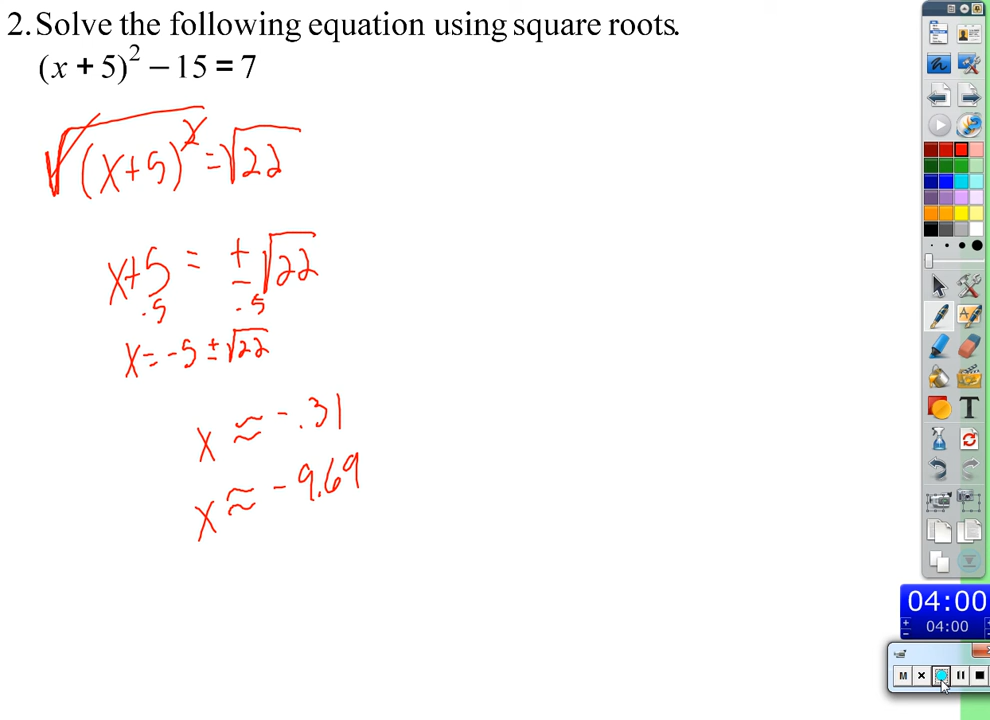 2. Solve the following equation using square roots.
(x + 5)² − 15 = 7
√(x+5)² = √22
x+5 = ± √22
-5 -5
x = -5 ± √22
x ≈ -.31
x ≈ -9.69
T
04:00
04:00
M